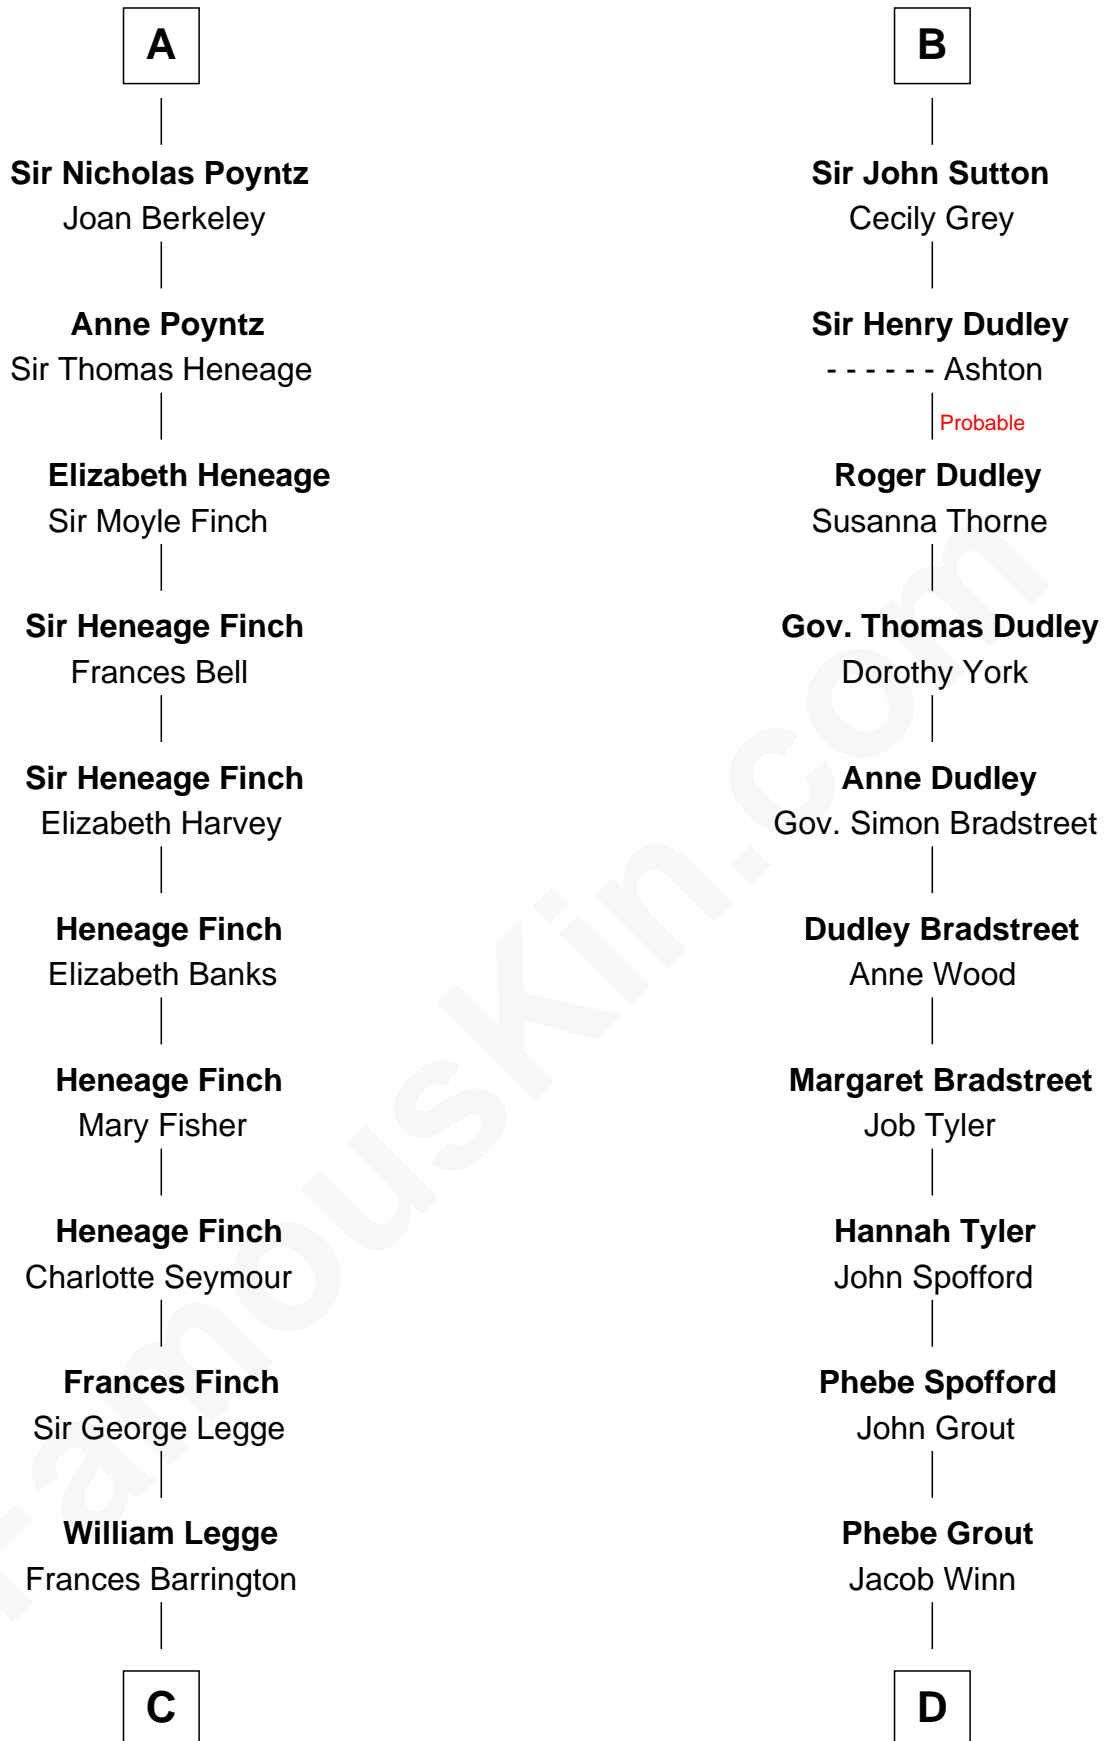 A
Sir Nicholas Poyntz
Joan Berkeley
Anne Poyntz
Sir Thomas Heneage
Elizabeth Heneage
Sir Moyle Finch
Sir Heneage Finch
Frances Bell
Sir Heneage Finch
Elizabeth Harvey
Heneage Finch
Elizabeth Banks
Heneage Finch
Mary Fisher
Heneage Finch
Charlotte Seymour
Frances Finch
Sir George Legge
William Legge
Frances Barrington
C
B
Sir John Sutton
Cecily Grey
Sir Henry Dudley
- - - - - - Ashton
Probable
Roger Dudley
Susanna Thorne
Gov. Thomas Dudley
Dorothy York
Anne Dudley
Gov. Simon Bradstreet
Dudley Bradstreet
Anne Wood
Margaret Bradstreet
Job Tyler
Hannah Tyler
John Spofford
Phebe Spofford
John Grout
Phebe Grout
Jacob Winn
D
FamousKin.com